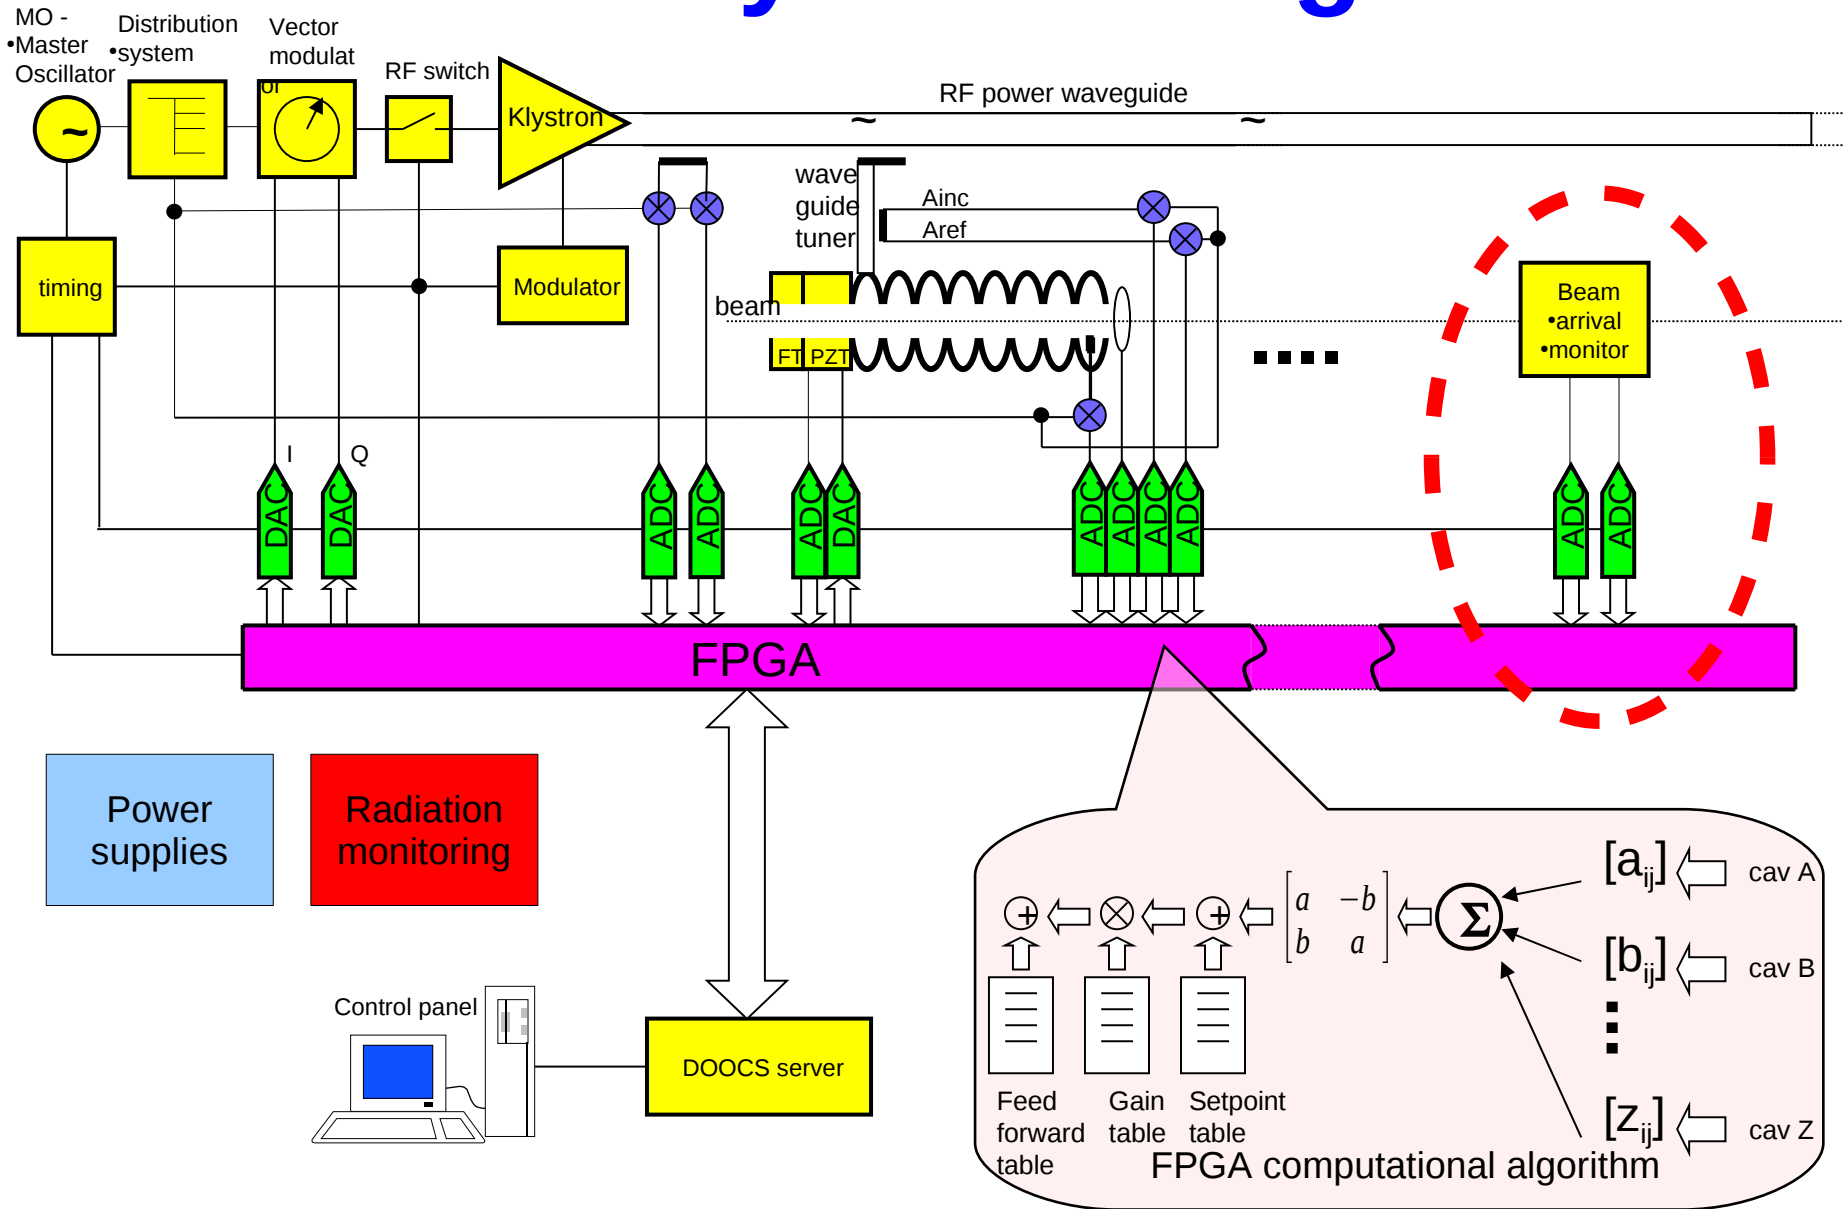 MO -
•Master
Oscillator
Distribution
•system
Vector
modulat
or
RF switch
Klystron
RF power waveguide
~
~
~
wave
guide
tuner
Ainc
Aref
timing
Modulator
beam
FT
PZT
Beam
•arrival
•monitor
I
Q
DAC
DAC
ADC
ADC
ADC
DAC
ADC
ADC
ADC
ADC
ADC
ADC
FPGA
Power
supplies
Radiation
monitoring
Control panel
DOOCS server
[aij]
cav A
[bij]
cav B
[zij]
cav Z
Σ
a −b
b a
+
+
Feed
forward
table
Gain
table
Setpoint
table
FPGA computational algorithm